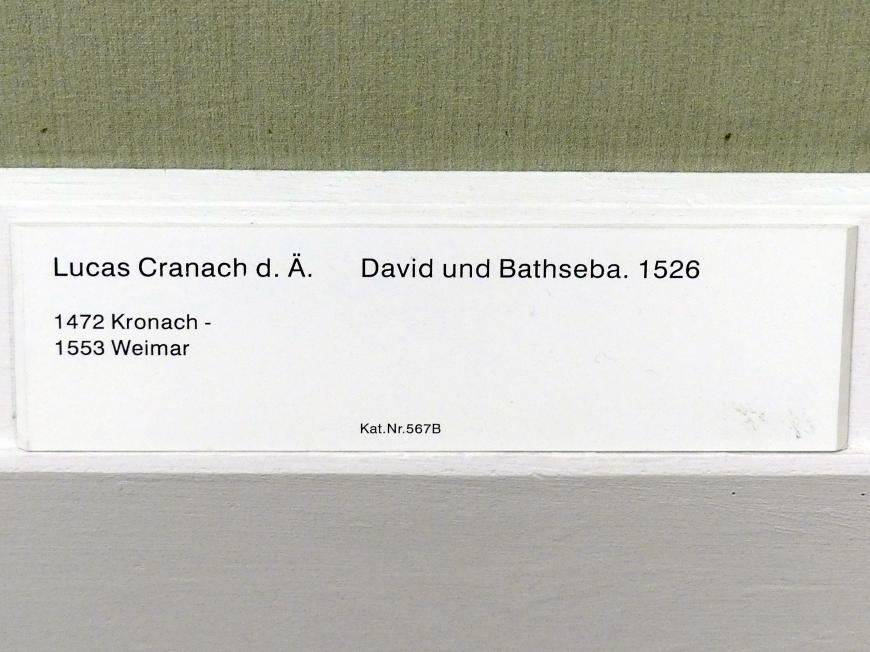 Lucas Cranach d. Ä. David und Bathseba. 1526
1472 Kronach -
1553 Weimar
Kat.Nr.567B